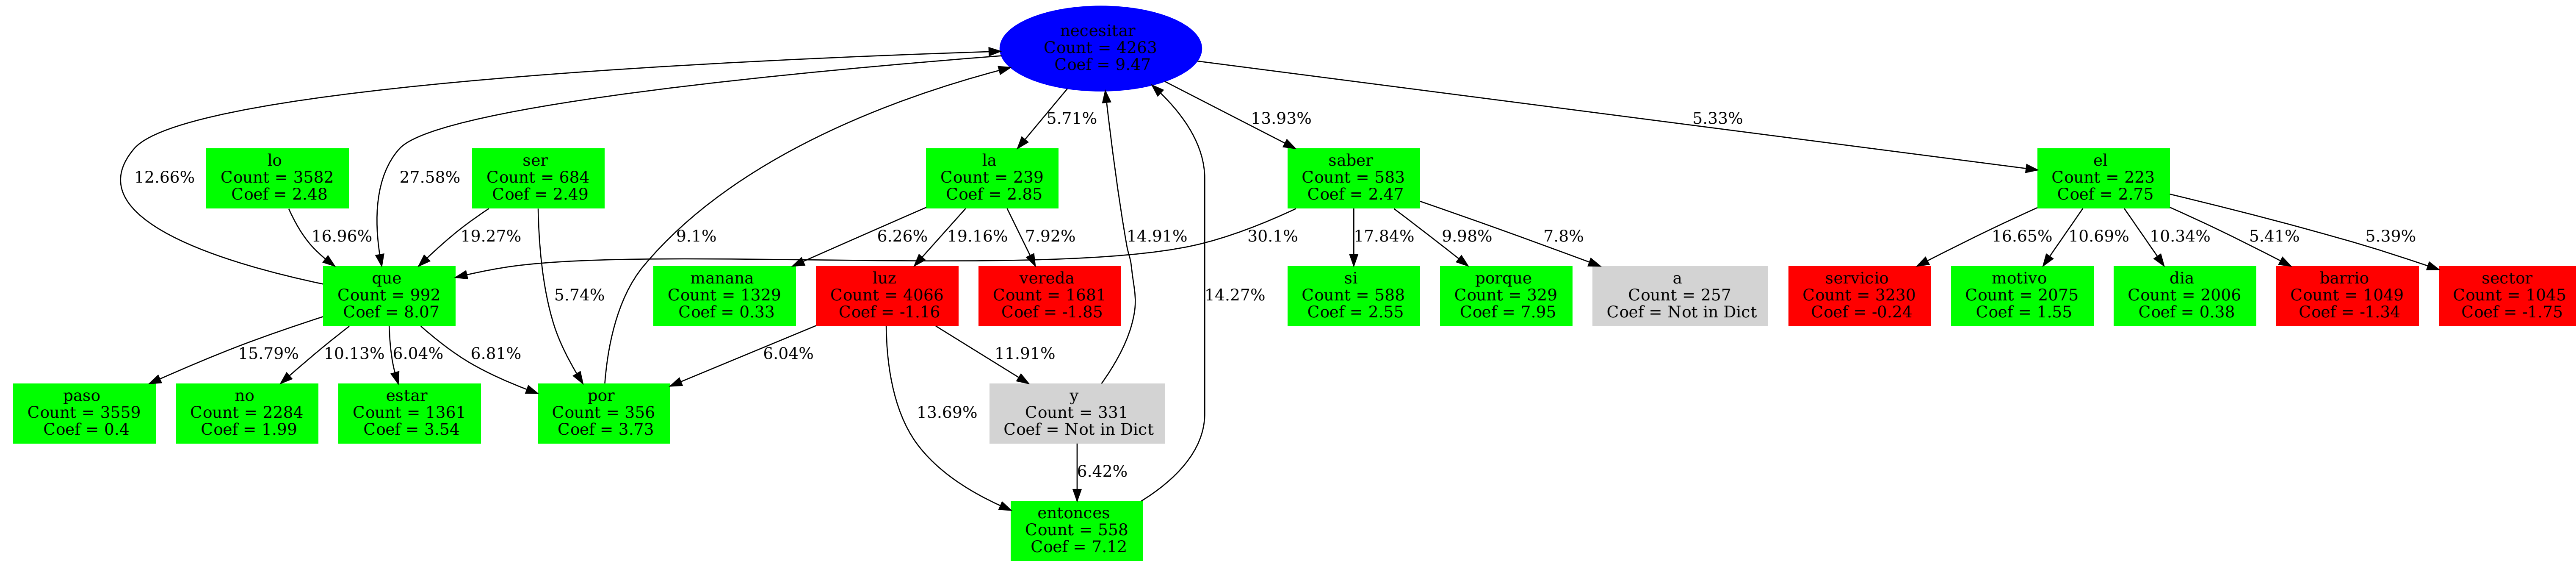 necesitar
Count = 4263
Coef = 9.47
5.71%
13.93%
5.33%
12.66%
lo
Count = 3582
Coef = 2.48
27.58%
ser
Count = 684
Coef = 2.49
la
Count = 239
Coef = 2.85
saber
Count = 583
Coef = 2.47
el
Count = 223
Coef = 2.75
16.96%
19.27%
9.1%
6.26%
19.16%
7.92%
14.91%
30.1%
17.84%
9.98%
7.8%
16.65%
10.69%
10.34%
5.41%
5.39%
que
Count = 992
Coef = 8.07
5.74%
manana
Count = 1329
Coef = 0.33
luz
Count = 4066
Coef = -1.16
vereda
Count = 1681
Coef = -1.85
14.27%
si
Count = 588
Coef = 2.55
porque
Count = 329
Coef = 7.95
a
Count = 257
Coef = Not in Dict
servicio
Count = 3230
Coef = -0.24
motivo
Count = 2075
Coef = 1.55
dia
Count = 2006
Coef = 0.38
barrio
Count = 1049
Coef = -1.34
sector
Count = 1045
Coef = -1.75
15.79%
10.13%
6.04%
6.81%
6.04%
11.91%
paso
Count = 3559
Coef = 0.4
no
Count = 2284
Coef = 1.99
estar
Count = 1361
Coef = 3.54
por
Count = 356
Coef = 3.73
13.69%
y
Count = 331
Coef = Not in Dict
6.42%
entonces
Count = 558
Coef = 7.12